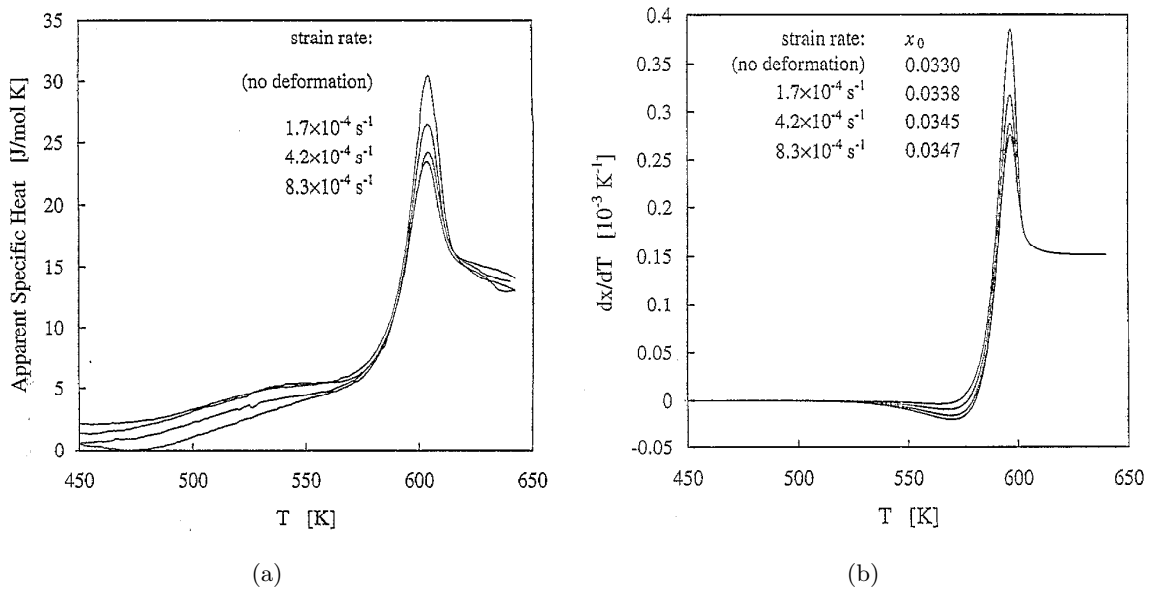 35
30
25
20
15
10
5
0
Apparent Specific Heat [J/mol K]
strain rate:
(no deformation)
1.7×10⁻⁴ s⁻¹
4.2×10⁻⁴ s⁻¹
8.3×10⁻⁴ s⁻¹
450 500 550 600 650
T [K]
(a)
0.4
0.35
0.3
0.25
0.2
0.15
0.1
0.05
0
-0.05
dx/dT [10⁻³ K⁻¹]
strain rate: x₀
(no deformation) 0.0330
1.7×10⁻⁴ s⁻¹ 0.0338
4.2×10⁻⁴ s⁻¹ 0.0345
8.3×10⁻⁴ s⁻¹ 0.0347
450 500 550 600 650
T [K]
(b)